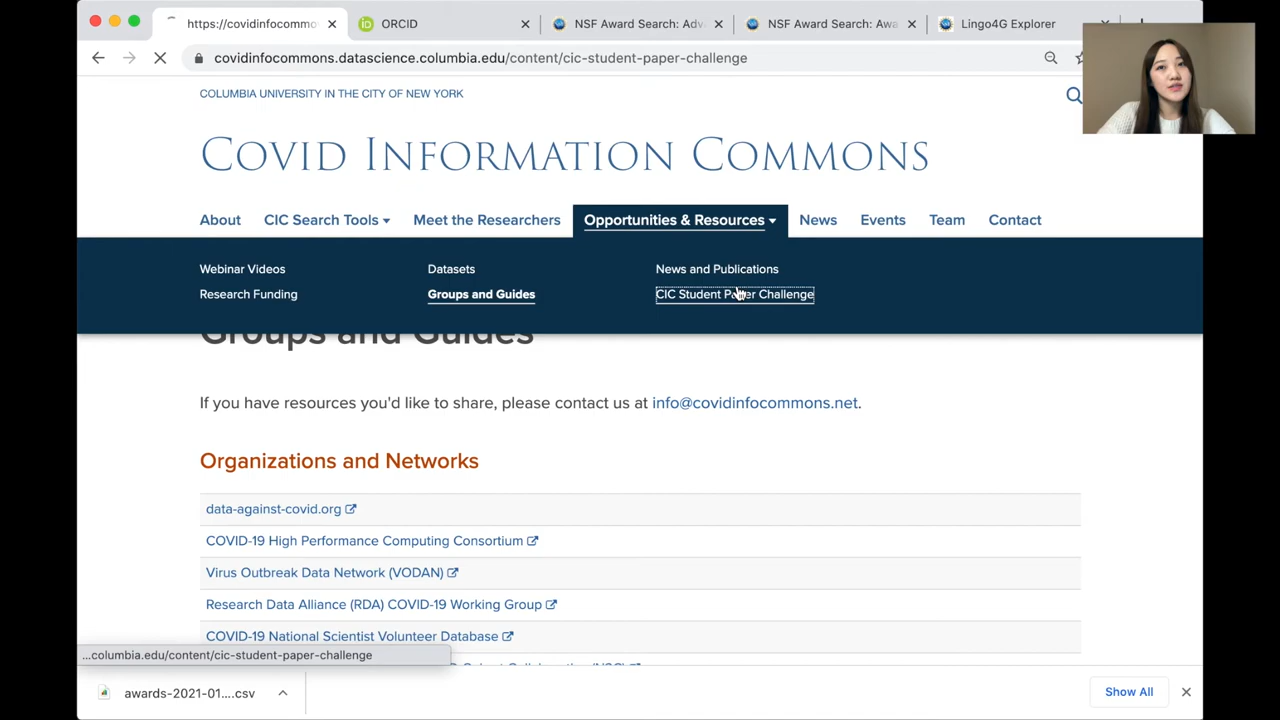 https://covidinfocommo
ORCID
NSF Award Search: Adv
NSF Award Search: Awa
Lingo4G Explorer
covidinfocommons.datascience.columbia.edu/content/cic-student-paper-challenge
COLUMBIA UNIVERSITY IN THE CITY OF NEW YORK
COVID INFORMATION COMMONS
About
CIC Search Tools
Meet the Researchers
Opportunities & Resources
News
Events
Team
Contact
Webinar Videos
Datasets
News and Publications
Research Funding
Groups and Guides
CIC Student Paper Challenge
Groups and Guides
If you have resources you'd like to share, please contact us at info@covidinfocommons.net.
Organizations and Networks
data-against-covid.org
COVID-19 High Performance Computing Consortium
Virus Outbreak Data Network (VODAN)
Research Data Alliance (RDA) COVID-19 Working Group
COVID-19 National Scientist Volunteer Database
...columbia.edu/content/cic-student-paper-challenge
awards-2021-01....csv
Show All